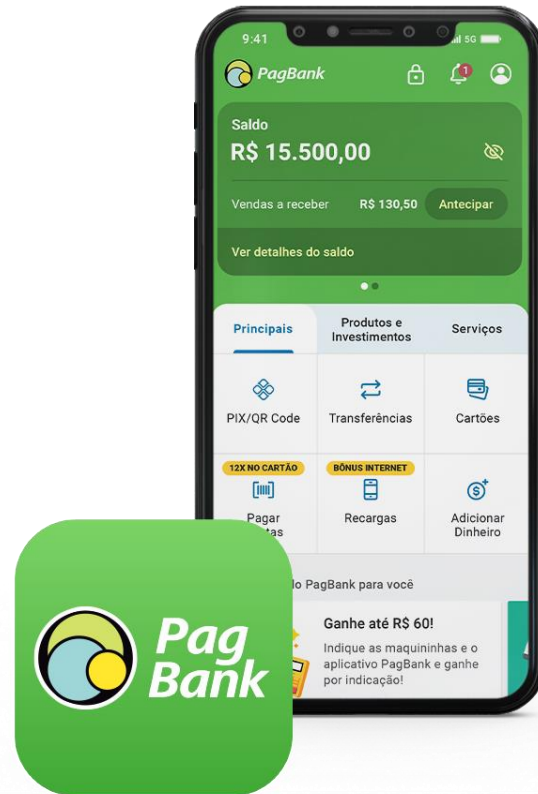 9:41
5G
PagBank
1
Saldo
R$ 15.500,00
Vendas a receber R$ 130,50 Antecipar
Ver detalhes do saldo
Principais
Produtos e
Investimentos
Serviços
PIX/QR Code
Transferências
Cartões
12X NO CARTÃO
BÔNUS INTERNET
Pagar
Recargas
Adicionar
Dinheiro
PagBank para você
Ganhe até R$ 60!
Indique as maquininhas e o
aplicativo PagBank e ganhe
por indicação!
Pag
Bank